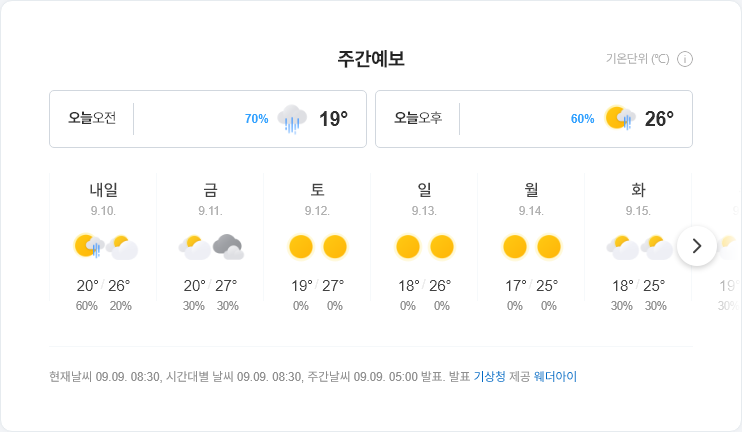 주간예보
기온단위 (℃)
오늘오전 70% 19°
오늘오후 60% 26°
내일 금 토 일 월 화
9.10. 9.11. 9.12. 9.13. 9.14. 9.15.
20° / 26° 20° / 27° 19° / 27° 18° / 26° 17° / 25° 18° / 25° 19°
60% 20% 30% 30% 0% 0% 0% 0% 0% 0% 30% 30% 30%
현재날씨 09.09. 08:30, 시간대별 날씨 09.09. 08:30, 주간날씨 09.09. 05:00 발표. 발표 기상청 제공 웨더아이